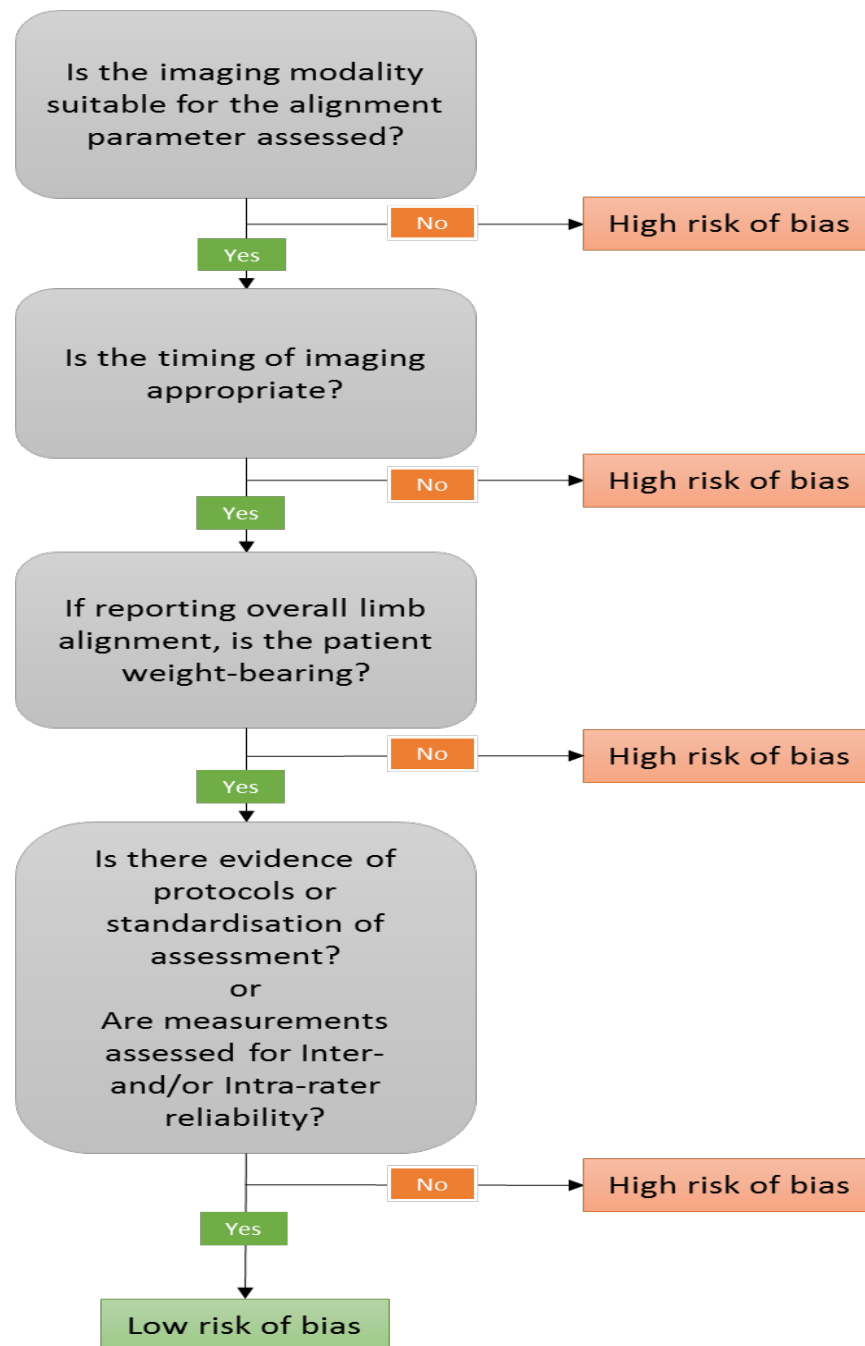 Is the imaging modality
suitable for the alignment
parameter assessed?
No
High risk of bias
Yes
Is the timing of imaging
appropriate?
No
High risk of bias
Yes
If reporting overall limb
alignment, is the patient
weight-bearing?
No
High risk of bias
Yes
Is there evidence of
protocols or
standardisation of
assessment?
or
Are measurements
assessed for Inter-
and/or Intra-rater
reliability?
No
High risk of bias
Yes
Low risk of bias